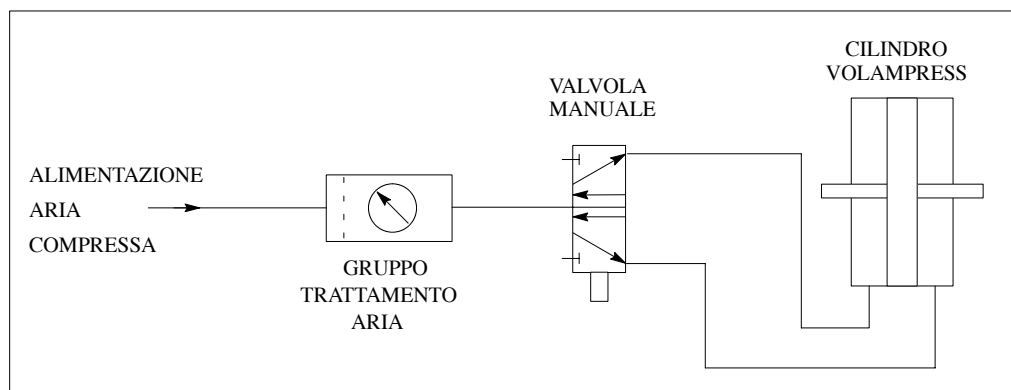 ALIMENTAZIONE
ARIA
COMPRESSA
GRUPPO
TRATTAMENTO
ARIA
VALVOLA
MANUALE
CILINDRO
VOLAMPRESS